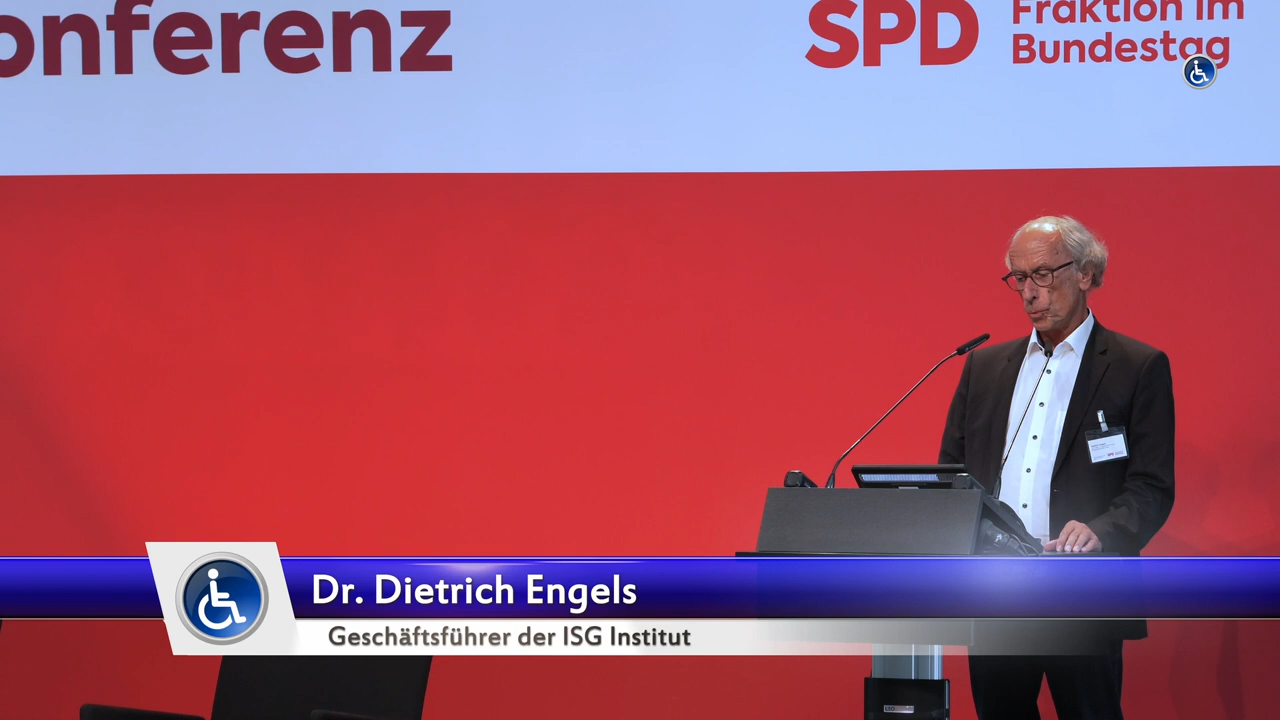 onferenz
SPD
Fraktion im
Bundestag
Dr. Dietrich Engels
Geschäftsführer der ISG Institut